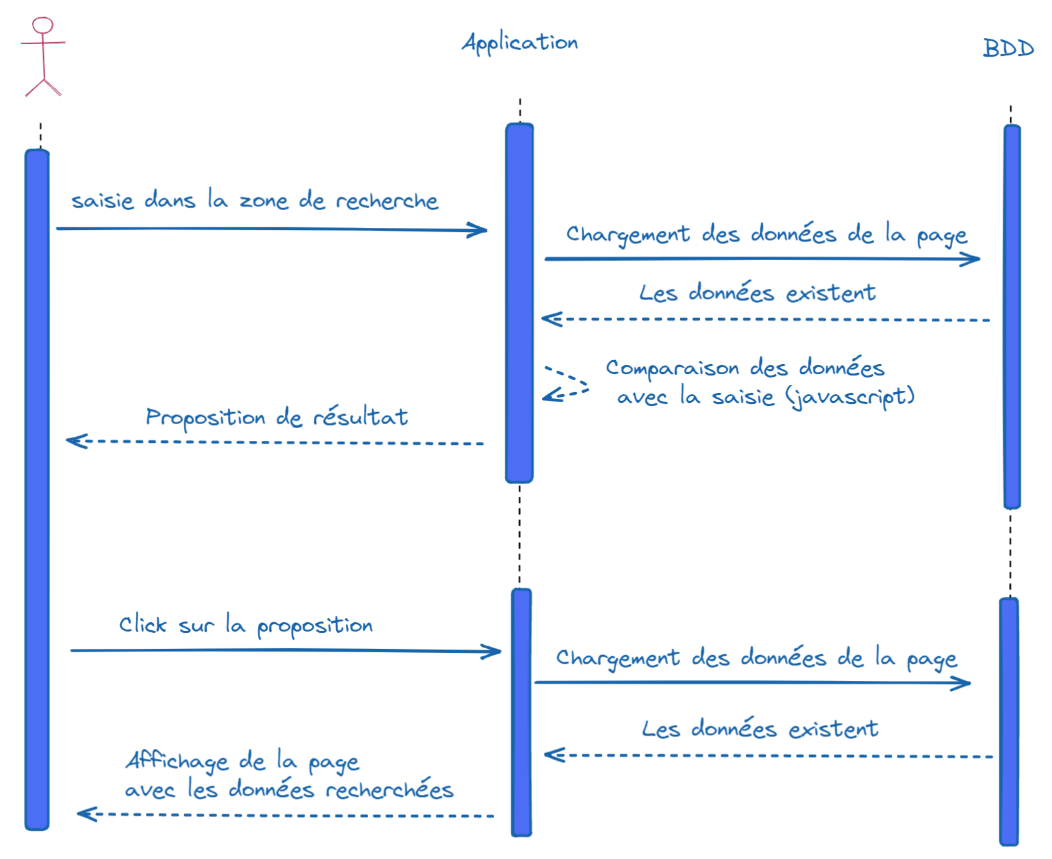 Application
BDD
saisie dans la zone de recherche
Chargement des données de la page
Les données existent
Comparaison des données
avec la saisie (javascript)
Proposition de résultat
Click sur la proposition
Chargement des données de la page
Les données existent
Affichage de la page
avec les données recherchées